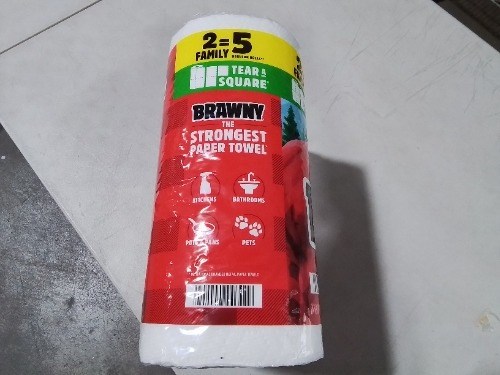 2=5
FAMILY
TEAR A
SQUARE
BRAWNY
THE
STRONGEST
PAPER TOWEL
KITCHENS
BATHROOMS
PETS